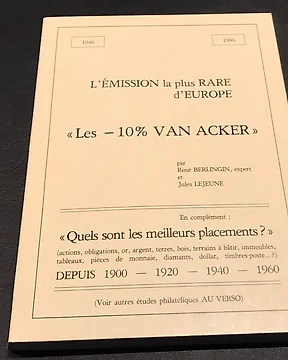 1946
1986
L'ÉMISSION la plus RARE
d'EUROPE
« Les – 10% VAN ACKER »
par
René BERLINGIN, expert
et
Jules LEJEUNE
En complément :
« Quels sont les meilleurs placements ? »
(actions, obligations, or, argent, terres, bois, terrains à bâtir, immeubles,
tableaux, pièces de monnaie, diamants, dollar, timbres-poste...?)
DEPUIS 1900 — 1920 — 1940 — 1960
(Voir autres études philatéliques AU VERSO)